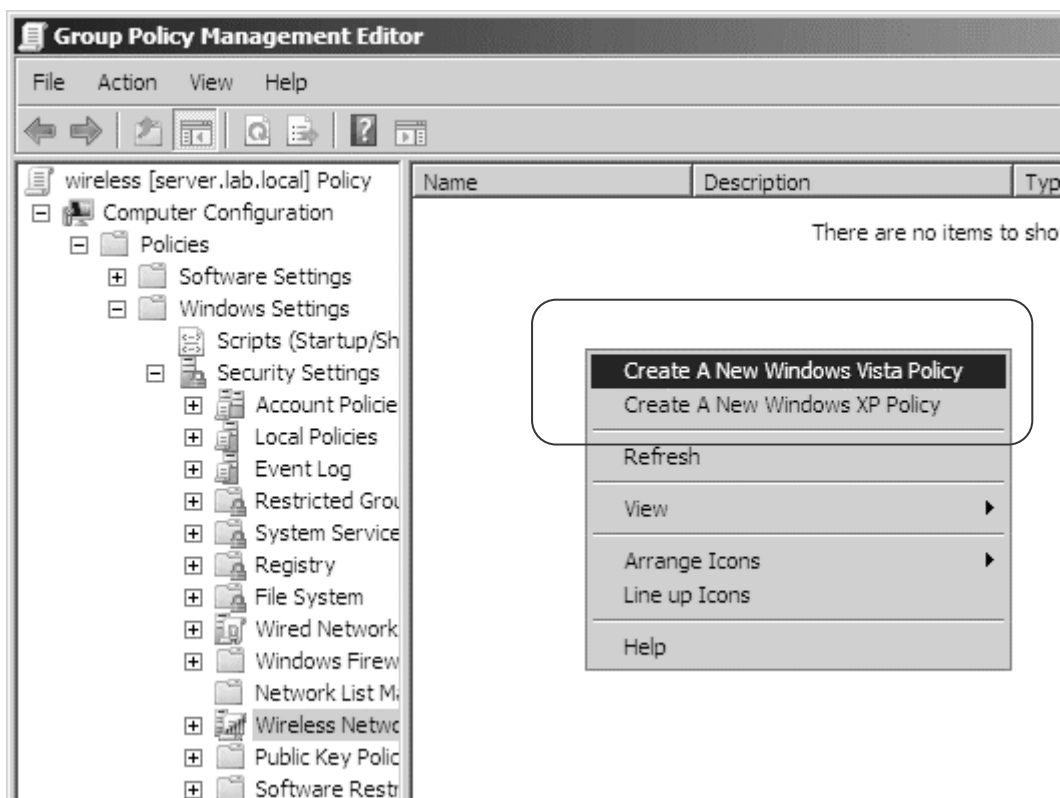 Group Policy Management Editor
File Action View Help
wireless [server.lab.local] Policy
Computer Configuration
Policies
Software Settings
Windows Settings
Scripts (Startup/Sh
Security Settings
Account Policie
Local Policies
Event Log
Restricted Grou
System Service
Registry
File System
Wired Network
Windows Firew
Network List Ma
Wireless Netwo
Public Key Polic
Software Restr
Name Description Typ
There are no items to sho
Create A New Windows Vista Policy
Create A New Windows XP Policy
Refresh
View
Arrange Icons
Line up Icons
Help